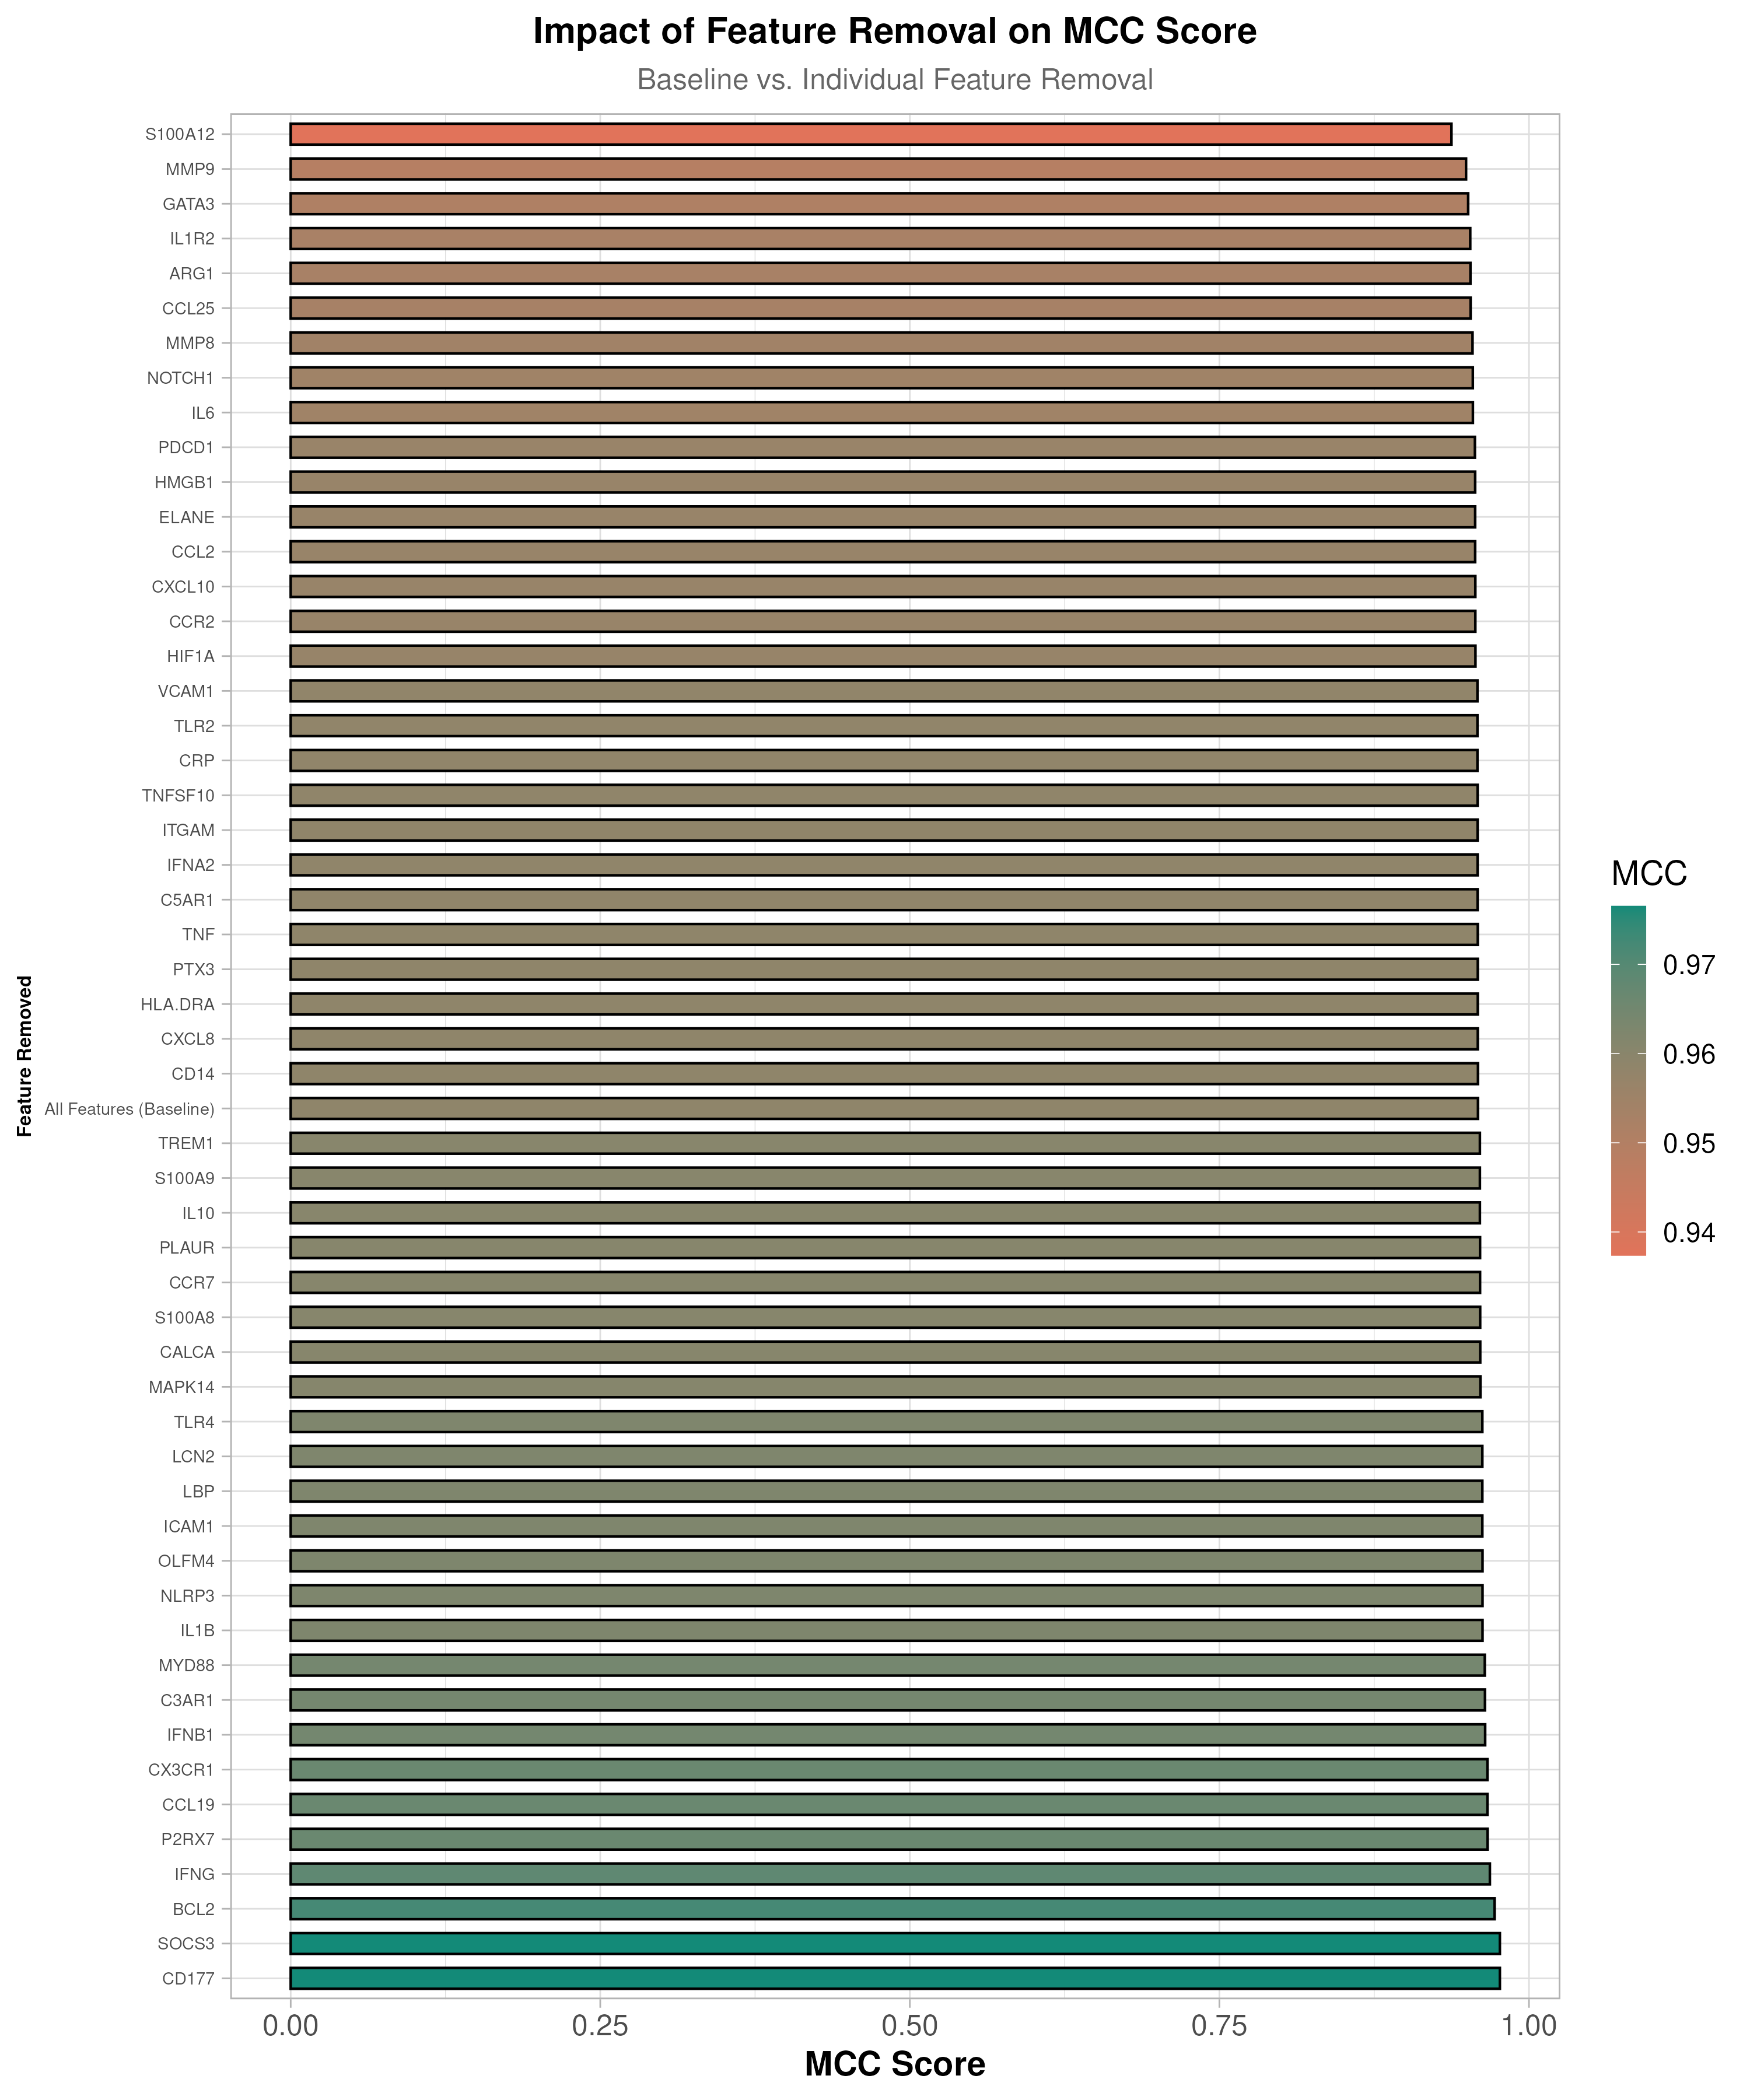 Impact of Feature Removal on MCC Score
Baseline vs. Individual Feature Removal
Feature Removed
S100A12
MMP9
GATA3
IL1R2
ARG1
CCL25
MMP8
NOTCH1
IL6
PDCD1
HMGB1
ELANE
CCL2
CXCL10
CCR2
HIF1A
VCAM1
TLR2
CRP
TNFSF10
ITGAM
IFNA2
C5AR1
TNF
PTX3
HLA.DRA
CXCL8
CD14
All Features (Baseline)
TREM1
S100A9
IL10
PLAUR
CCR7
S100A8
CALCA
MAPK14
TLR4
LCN2
LBP
ICAM1
OLFM4
NLRP3
IL1B
MYD88
C3AR1
IFNB1
CX3CR1
CCL19
P2RX7
IFNG
BCL2
SOCS3
CD177
0.00 0.25 0.50 0.75 1.00
MCC Score
MCC
0.97
0.96
0.95
0.94